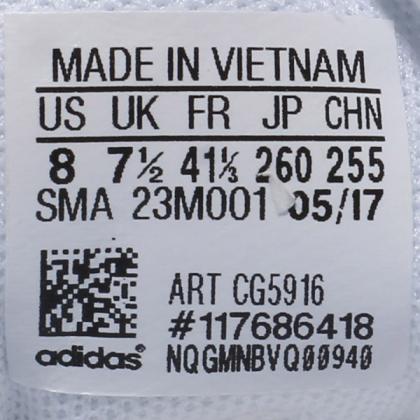 MADE IN VIETNAM
US UK FR JP CHN
8 7½ 41⅓ 260 255
SMA 23M001 05/17
ART CG5916
#117686418
adidas® NQGMNBVQ00940